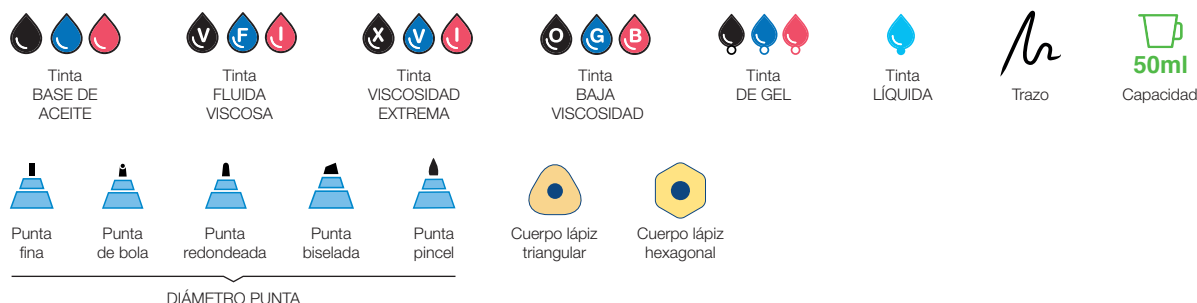 V F I
X V I
O G B
50ml
Tinta
BASE DE
ACEITE
Tinta
FLUIDA
VISCOSA
Tinta
VISCOSIDAD
EXTREMA
Tinta
BAJA
VISCOSIDAD
Tinta
DE GEL
Tinta
LÍQUIDA
Trazo
Capacidad
Punta
fina
Punta
de bola
Punta
redondeada
Punta
biselada
Punta
pincel
Cuerpo lápiz
triangular
Cuerpo lápiz
hexagonal
DIÁMETRO PUNTA